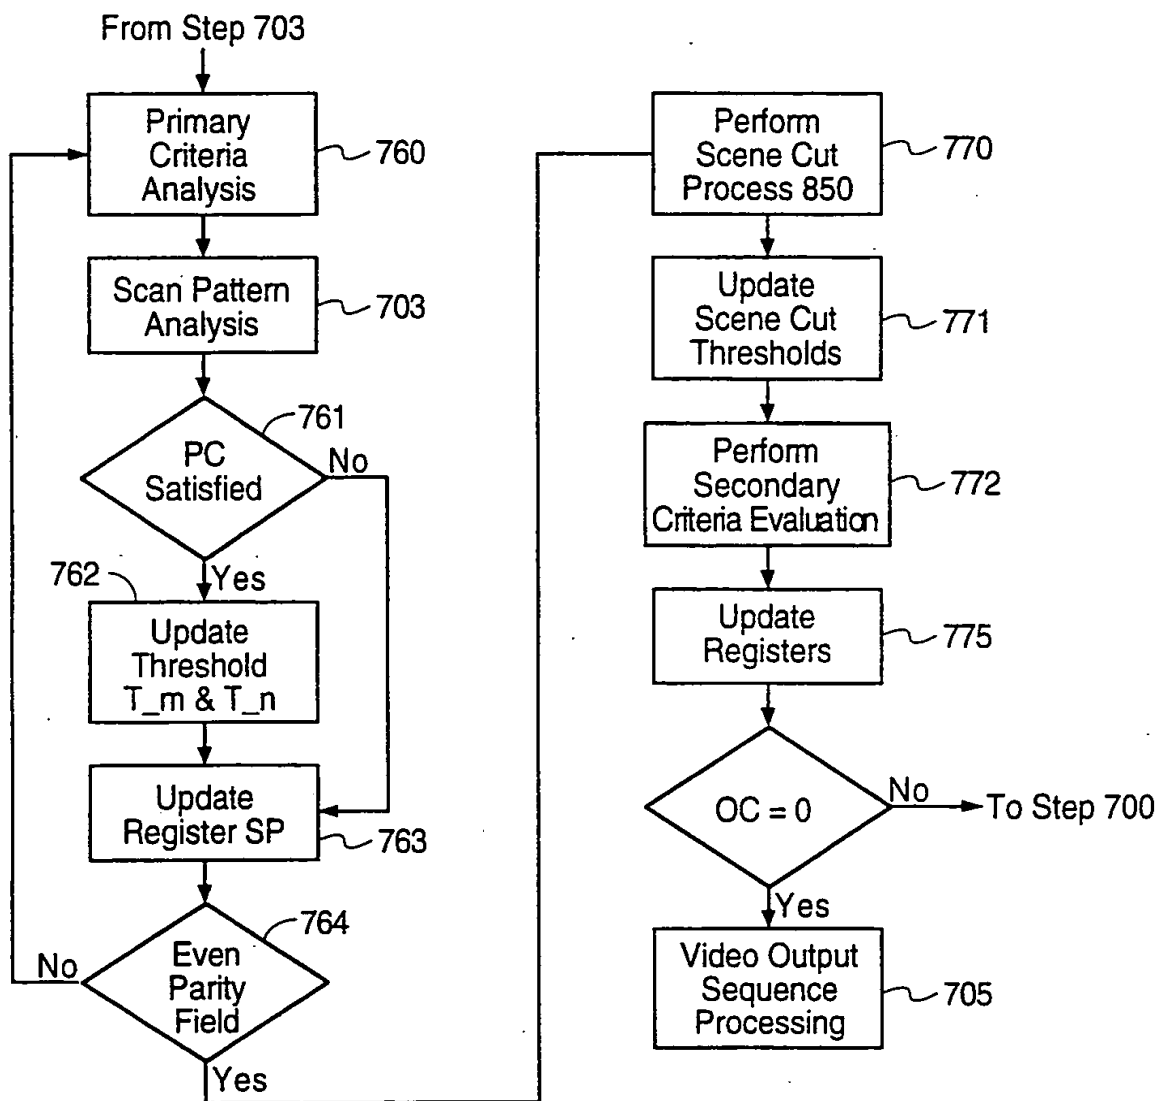 From Step 703
Primary
Criteria
Analysis
760
Scan Pattern
Analysis
703
761
PC
Satisfied
No
Yes
762
Update
Threshold
T_m & T_n
Update
Register SP
763
764
Even
Parity
Field
No
Yes
Perform
Scene Cut
Process 850
770
Update
Scene Cut
Thresholds
771
Perform
Secondary
Criteria Evaluation
772
Update
Registers
775
OC = 0
No
To Step 700
Yes
Video Output
Sequence
Processing
705